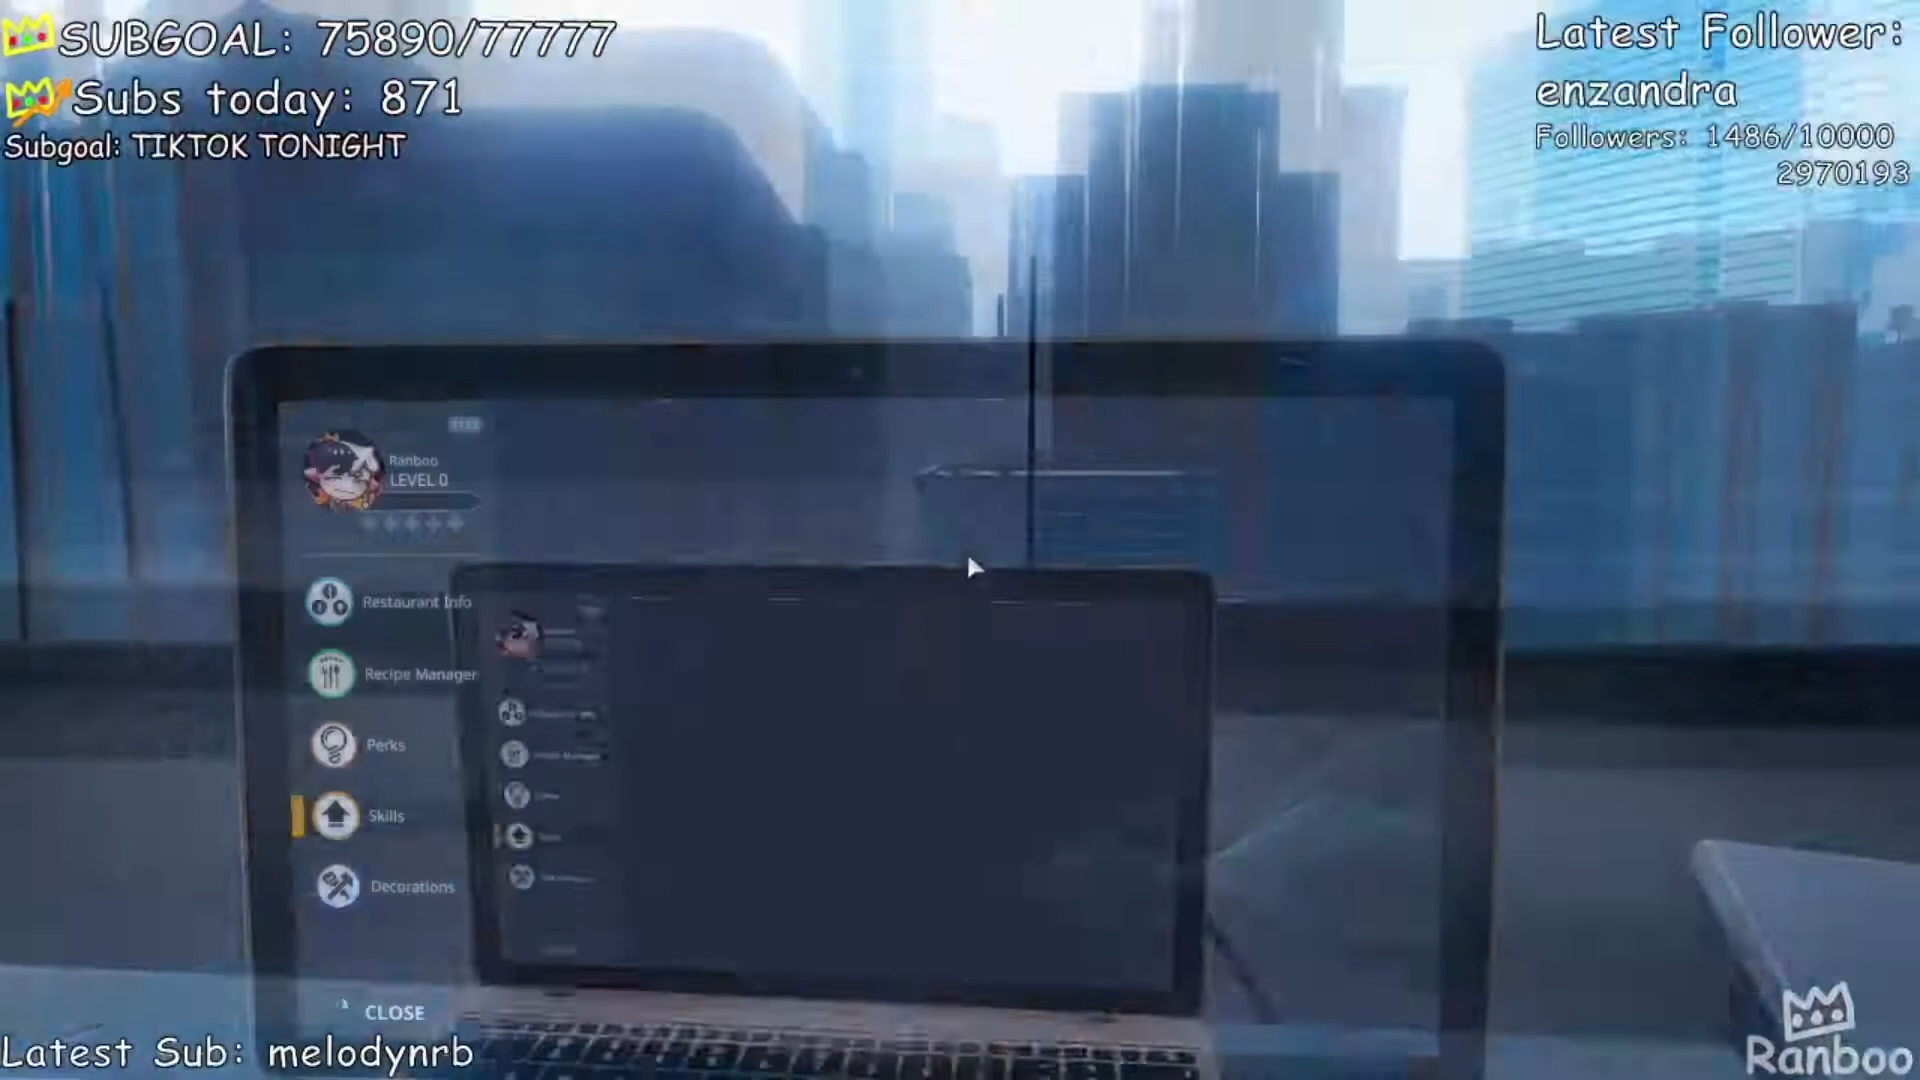 SUBGOAL: 75890/77777
Subs today: 871
Subgoal: TIKTOK TONIGHT
Latest Follower:
enzandra
Followers: 1486/10000
2970193
Ranboo
LEVEL 0
Restaurant Info
Recipe Manager
Perks
Skills
Decorations
CLOSE
Latest Sub: melodynrb
Ranboo